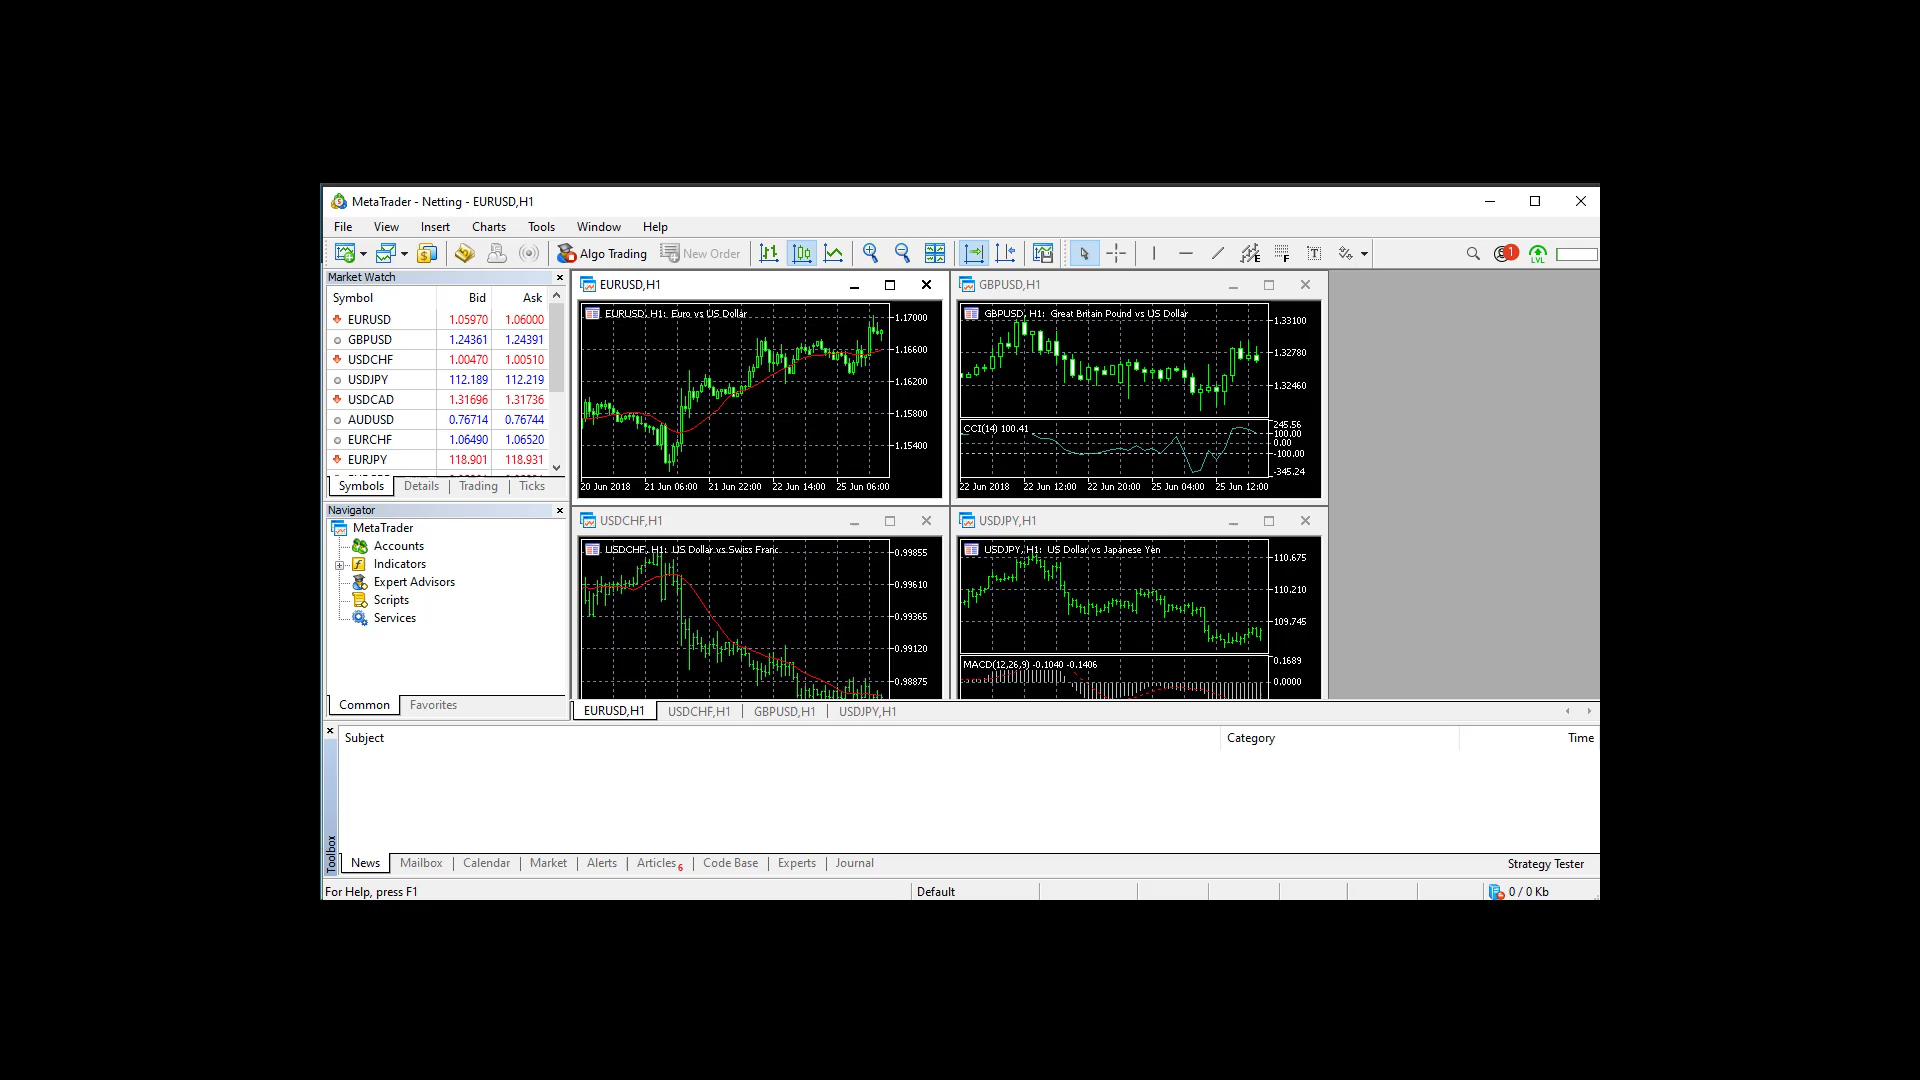 MetaTrader - Netting - EURUSD,H1
File View Insert Charts Tools Window Help
Algo Trading New Order 1 LVL
Market Watch
Symbol Bid Ask
EURUSD 1.05970 1.06000
GBPUSD 1.24361 1.24391
USDCHF 1.00470 1.00510
USDJPY 112.189 112.219
USDCAD 1.31696 1.31736
AUDUSD 0.76714 0.76744
EURCHF 1.06490 1.06520
EURJPY 118.901 118.931
Symbols Details Trading Ticks
Navigator
MetaTrader
Accounts
Indicators
Expert Advisors
Scripts
Services
Common Favorites
EURUSD,H1
EURUSD, H1: Euro vs US Dollar
1.17000
1.16600
1.16200
1.15800
1.15400
20 Jun 2018 21 Jun 06:00 21 Jun 22:00 22 Jun 14:00 25 Jun 06:00
GBPUSD,H1
GBPUSD, H1: Great Britain Pound vs US Dollar
1.33100
1.32780
1.32460
CCI(14) 100.41
245.56
100.00
0.00
-100.00
-345.24
22 Jun 2018 22 Jun 12:00 22 Jun 20:00 25 Jun 04:00 25 Jun 12:00
USDCHF,H1
USDCHF, H1: US Dollar vs Swiss Franc
0.99855
0.99610
0.99365
0.99120
0.98875
USDJPY,H1
USDJPY, H1: US Dollar vs Japanese Yen
110.675
110.210
109.745
MACD(12,26,9) -0.1040 -0.1406
0.1689
0.0000
EURUSD,H1 USDCHF,H1 GBPUSD,H1 USDJPY,H1
Subject Category Time
Toolbox
News Mailbox Calendar Market Alerts Articles 6 Code Base Experts Journal Strategy Tester
For Help, press F1 Default 0 / 0 Kb